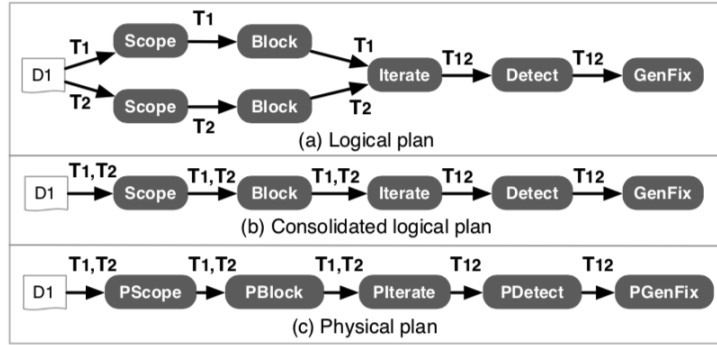 T1 T1 T1 T12 T12
D1 Scope Block Iterate Detect GenFix
T2 Scope T2 Block T2
(a) Logical plan
T1,T2 T1,T2 T1,T2 T12 T12
D1 Scope Block Iterate Detect GenFix
(b) Consolidated logical plan
T1,T2 T1,T2 T1,T2 T12 T12
D1 PScope PBlock PIterate PDetect PGenFix
(c) Physical plan